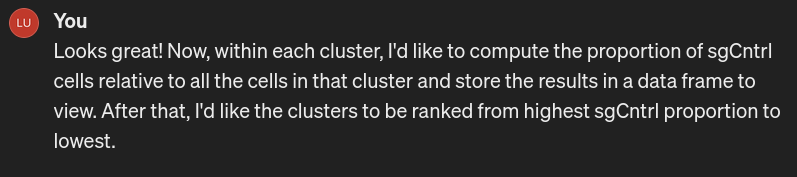 LU You
Looks great! Now, within each cluster, I'd like to compute the proportion of sgCntrl
cells relative to all the cells in that cluster and store the results in a data frame to
view. After that, I'd like the clusters to be ranked from highest sgCntrl proportion to
lowest.